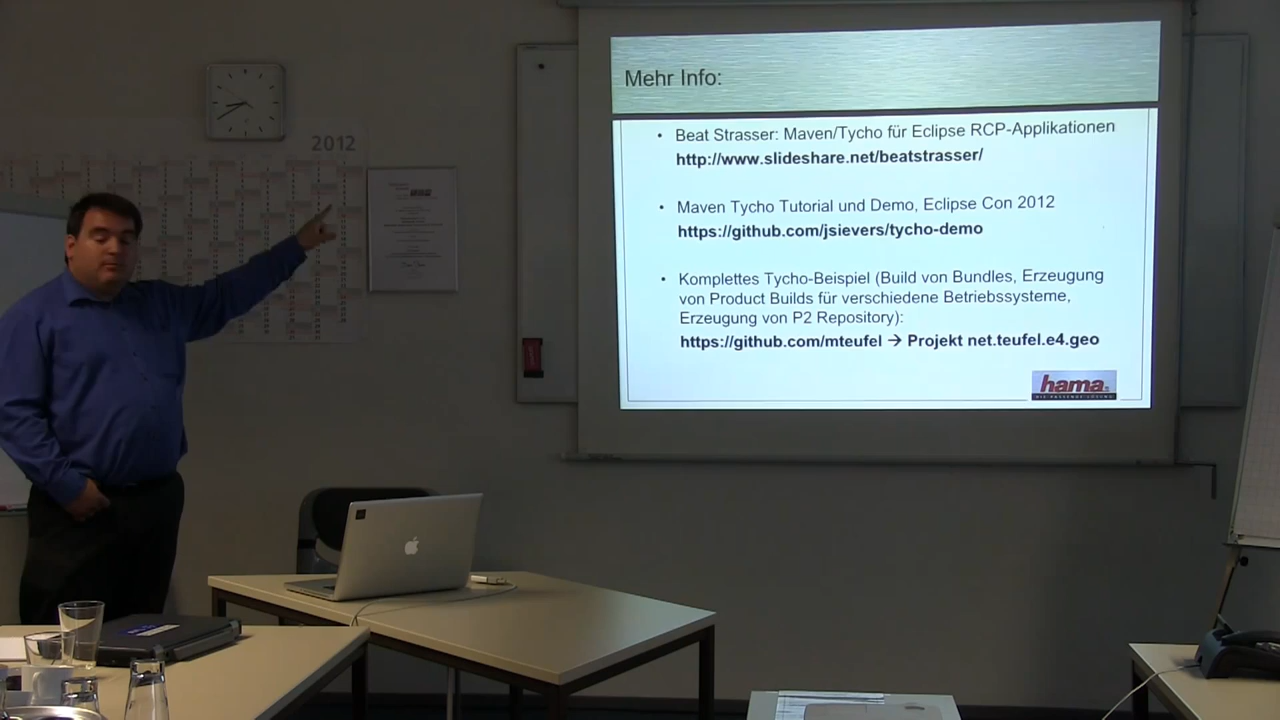 2012
Mehr Info:
• Beat Strasser: Maven/Tycho für Eclipse RCP-Applikationen
http://www.slideshare.net/beatstrasser/
• Maven Tycho Tutorial und Demo, Eclipse Con 2012
https://github.com/jsievers/tycho-demo
• Komplettes Tycho-Beispiel (Build von Bundles, Erzeugung
von Product Builds für verschiedene Betriebssysteme,
Erzeugung von P2 Repository):
https://github.com/mteufel → Projekt net.teufel.e4.geo
hama
DIE PASSENDE LÖSUNG